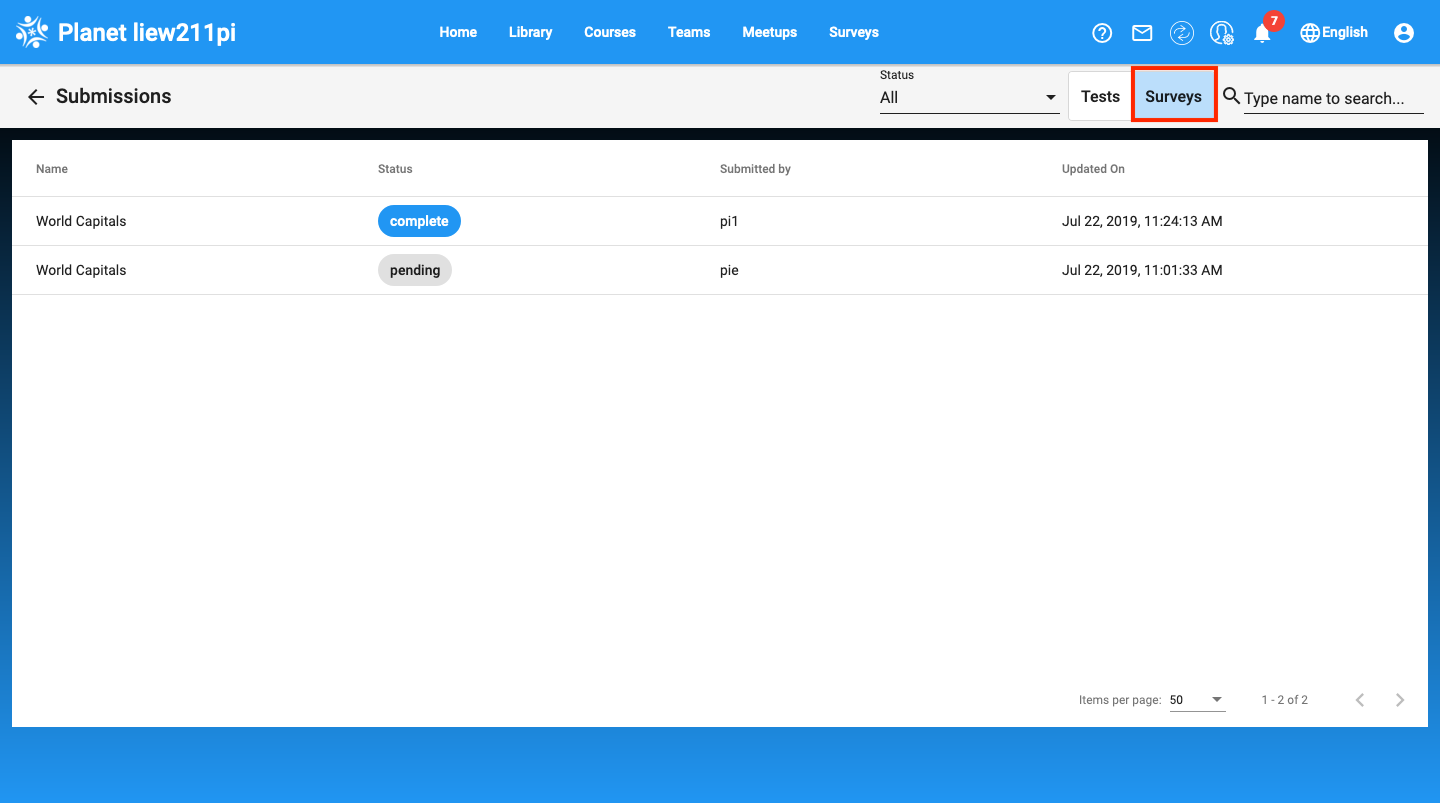 Planet liew211pi
Home Library Courses Teams Meetups Surveys
7
English
Submissions
Status
All
Tests
Surveys
Type name to search...
Name Status Submitted by Updated On
World Capitals complete pi1 Jul 22, 2019, 11:24:13 AM
World Capitals pending pie Jul 22, 2019, 11:01:33 AM
Items per page: 50 1 - 2 of 2